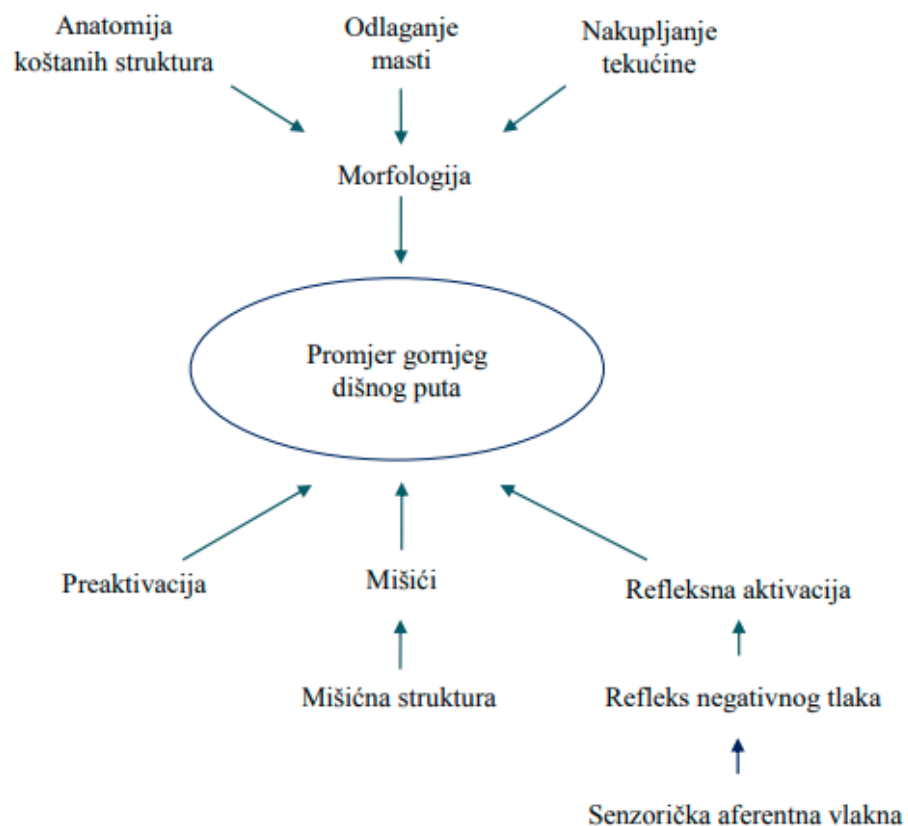 Anatomija
koštanih struktura
Odlaganje
masti
Nakupljanje
tekućine
Morfologija
Promjer gornjeg
dišnog puta
Preaktivacija
Mišići
Refleksna aktivacija
Mišićna struktura
Refleks negativnog tlaka
Senzorička aferentna vlakna